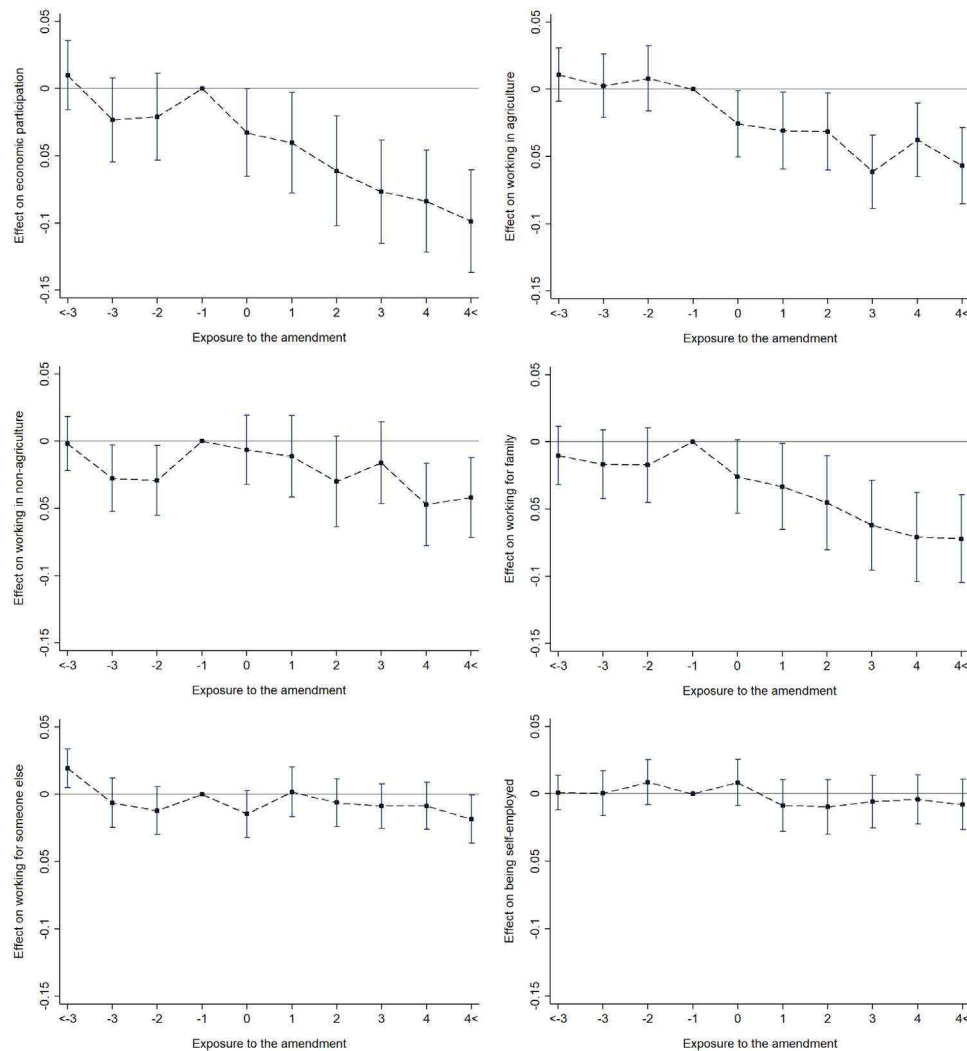 0.05
0
0.05
-0.1
-0.15
Effect on economic participation
<-3 -3 -2 -1 0 1 2 3 4 4<
Exposure to the amendment
0.05
0
0.05
-0.1
-0.15
Effect on working in agriculture
<-3 -3 -2 -1 0 1 2 3 4 4<
Exposure to the amendment
0.05
0
0.05
-0.1
-0.15
Effect on working in non-agriculture
<-3 -3 -2 -1 0 1 2 3 4 4<
Exposure to the amendment
0.05
0
0.05
-0.1
-0.15
Effect on working for family
<-3 -3 -2 -1 0 1 2 3 4 4<
Exposure to the amendment
0.05
0
0.05
-0.1
-0.15
Effect on working for someone else
<-3 -3 -2 -1 0 1 2 3 4 4<
Exposure to the amendment
0.05
0
0.05
-0.1
-0.15
Effect on being self-employed
<-3 -3 -2 -1 0 1 2 3 4 4<
Exposure to the amendment